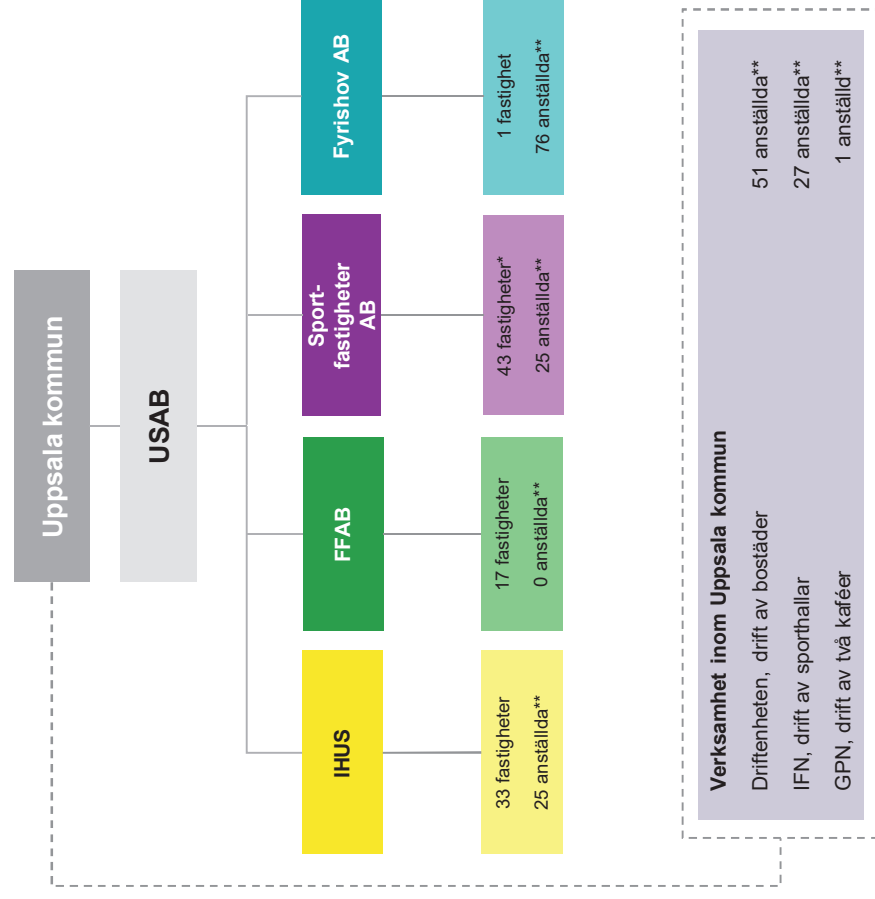 Uppsala kommun
USAB
IHUS
FFAB
Sport-
fastigheter
AB
Fyrishov AB
33 fastigheter
25 anställda**
17 fastigheter
0 anställda**
43 fastigheter*
25 anställda**
1 fastighet
76 anställda**
Verksamhet inom Uppsala kommun
Driftenheten, drift av bostäder 51 anställda**
IFN, drift av sporthallar 27 anställda**
GPN, drift av två kaféer 1 anställd**